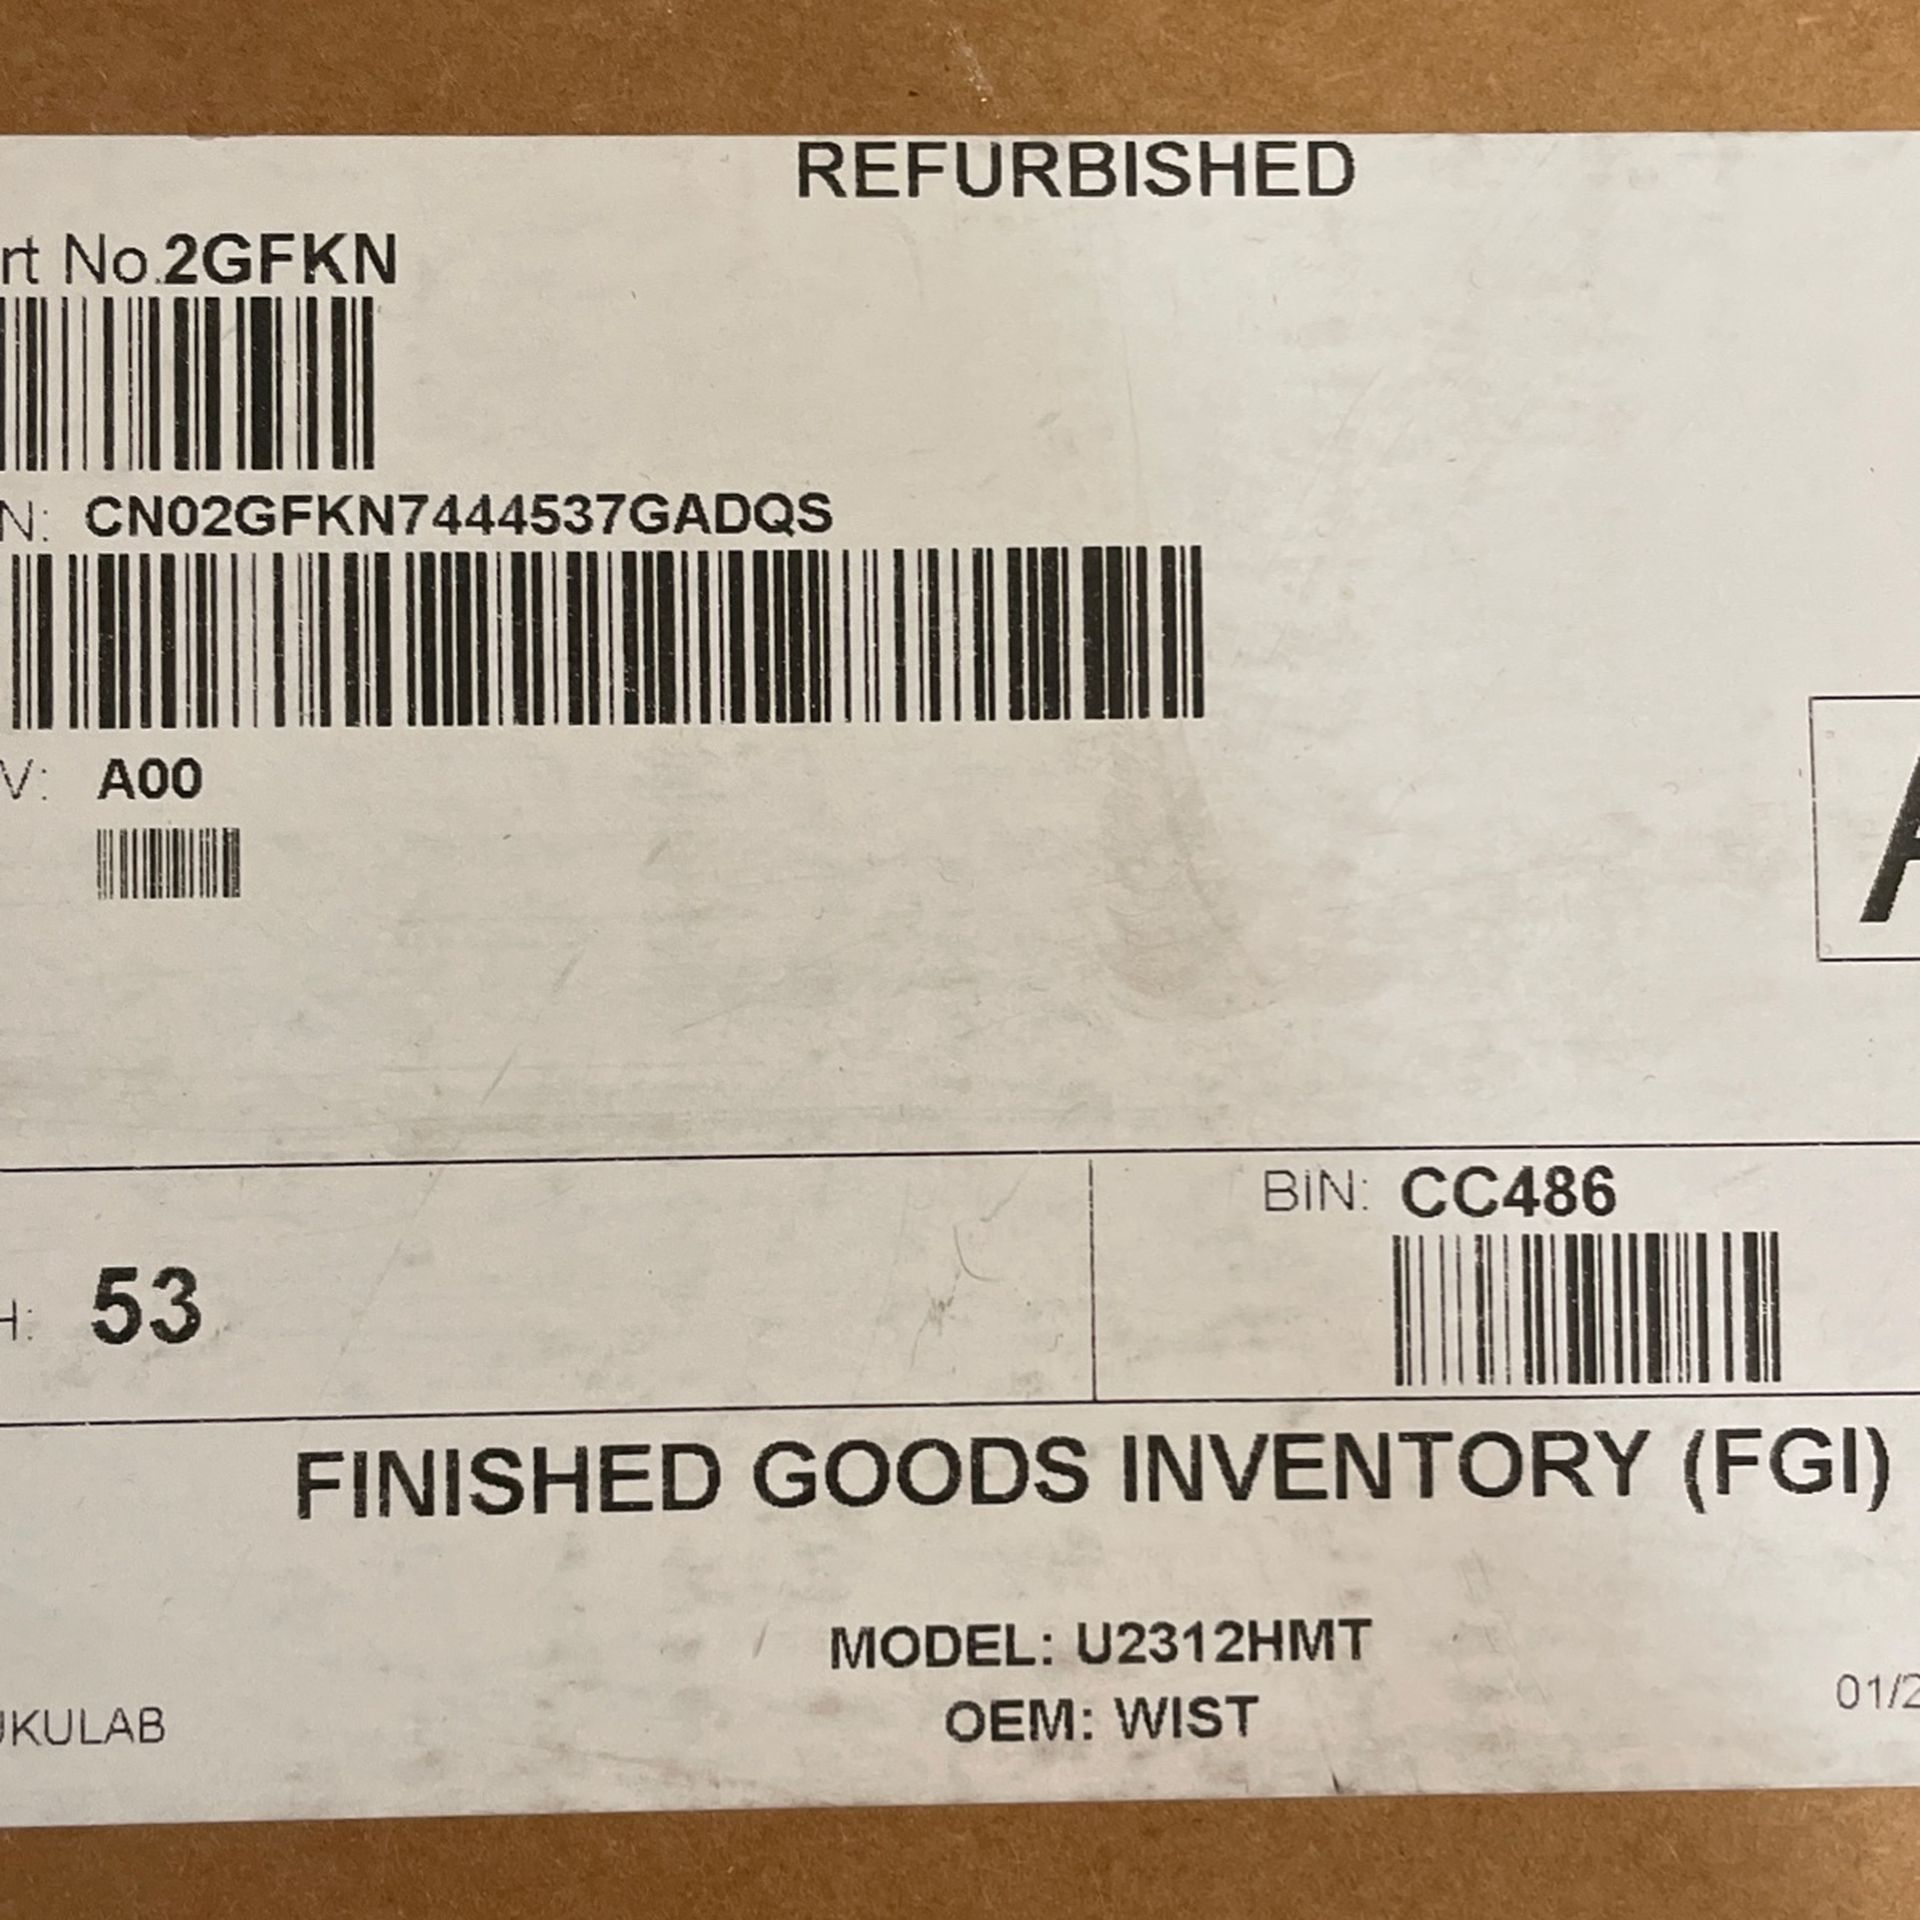 REFURBISHED
rt No.2GFKN
N: CN02GFKN7444537GADQS
V: A00
A
BIN: CC486
H: 53
FINISHED GOODS INVENTORY (FGI)
MODEL: U2312HMT
01/2
OEM: WIST
UKULAB